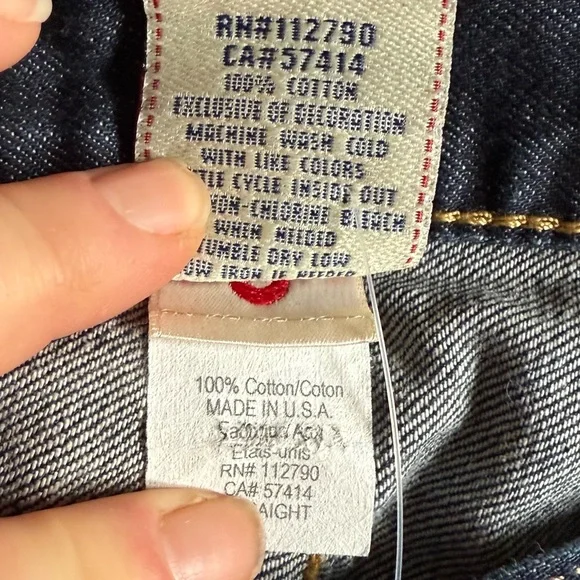 RN#112790
CA#57414
100% COTTON
EXCLUSIVE OF DECORATION
MACHINE WASH COLD
WITH LIKE COLORS
CYCLE INSIDE OUT
CHLORINE BLEACH
WHEN NEEDED
TUMBLE DRY LOW
IRON IF NEEDED
100% Cotton/Coton
MADE IN U.S.A.
Etats-unis
RN# 112790
CA# 57414
AIGHT